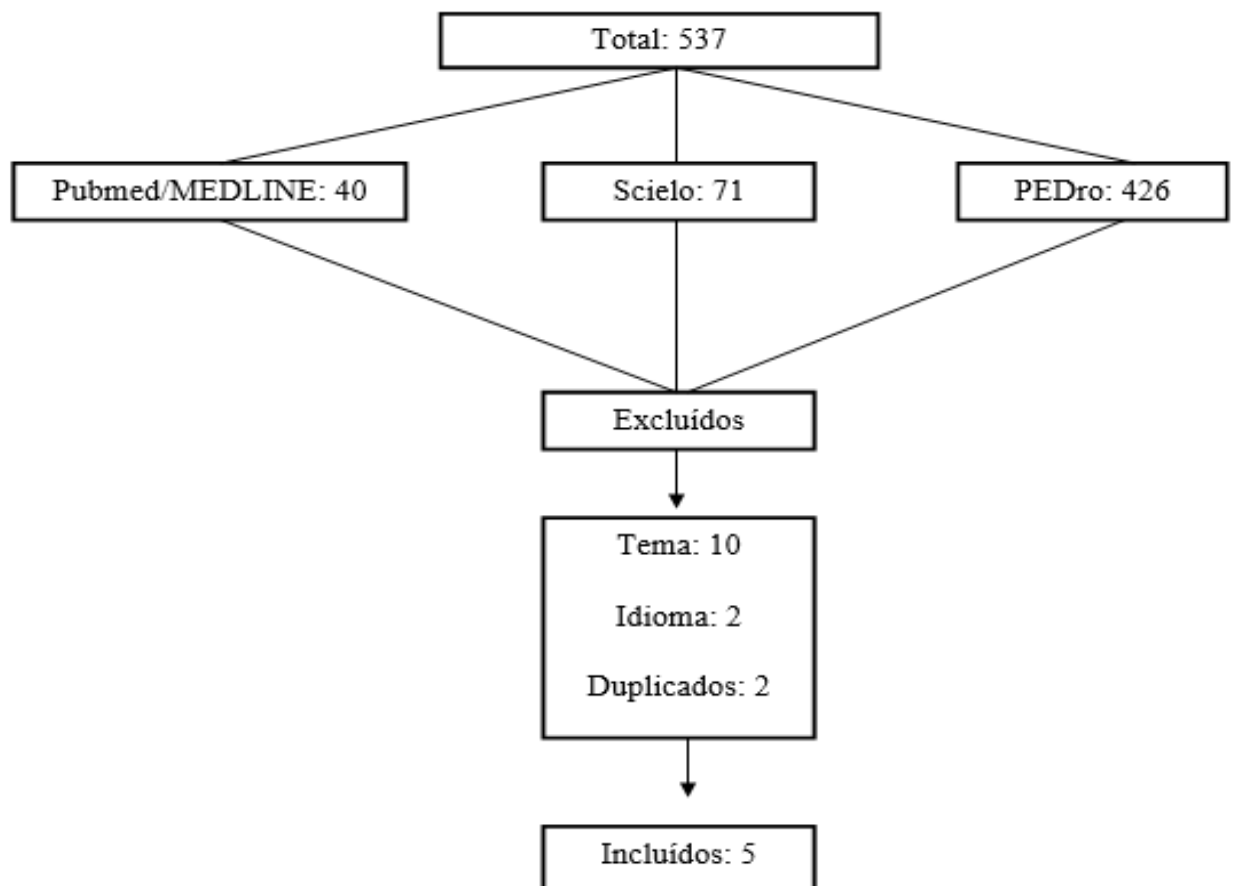 Total: 537
Pubmed/MEDLINE: 40
Scielo: 71
PEDro: 426
Excluídos
Tema: 10
Idioma: 2
Duplicados: 2
Incluídos: 5